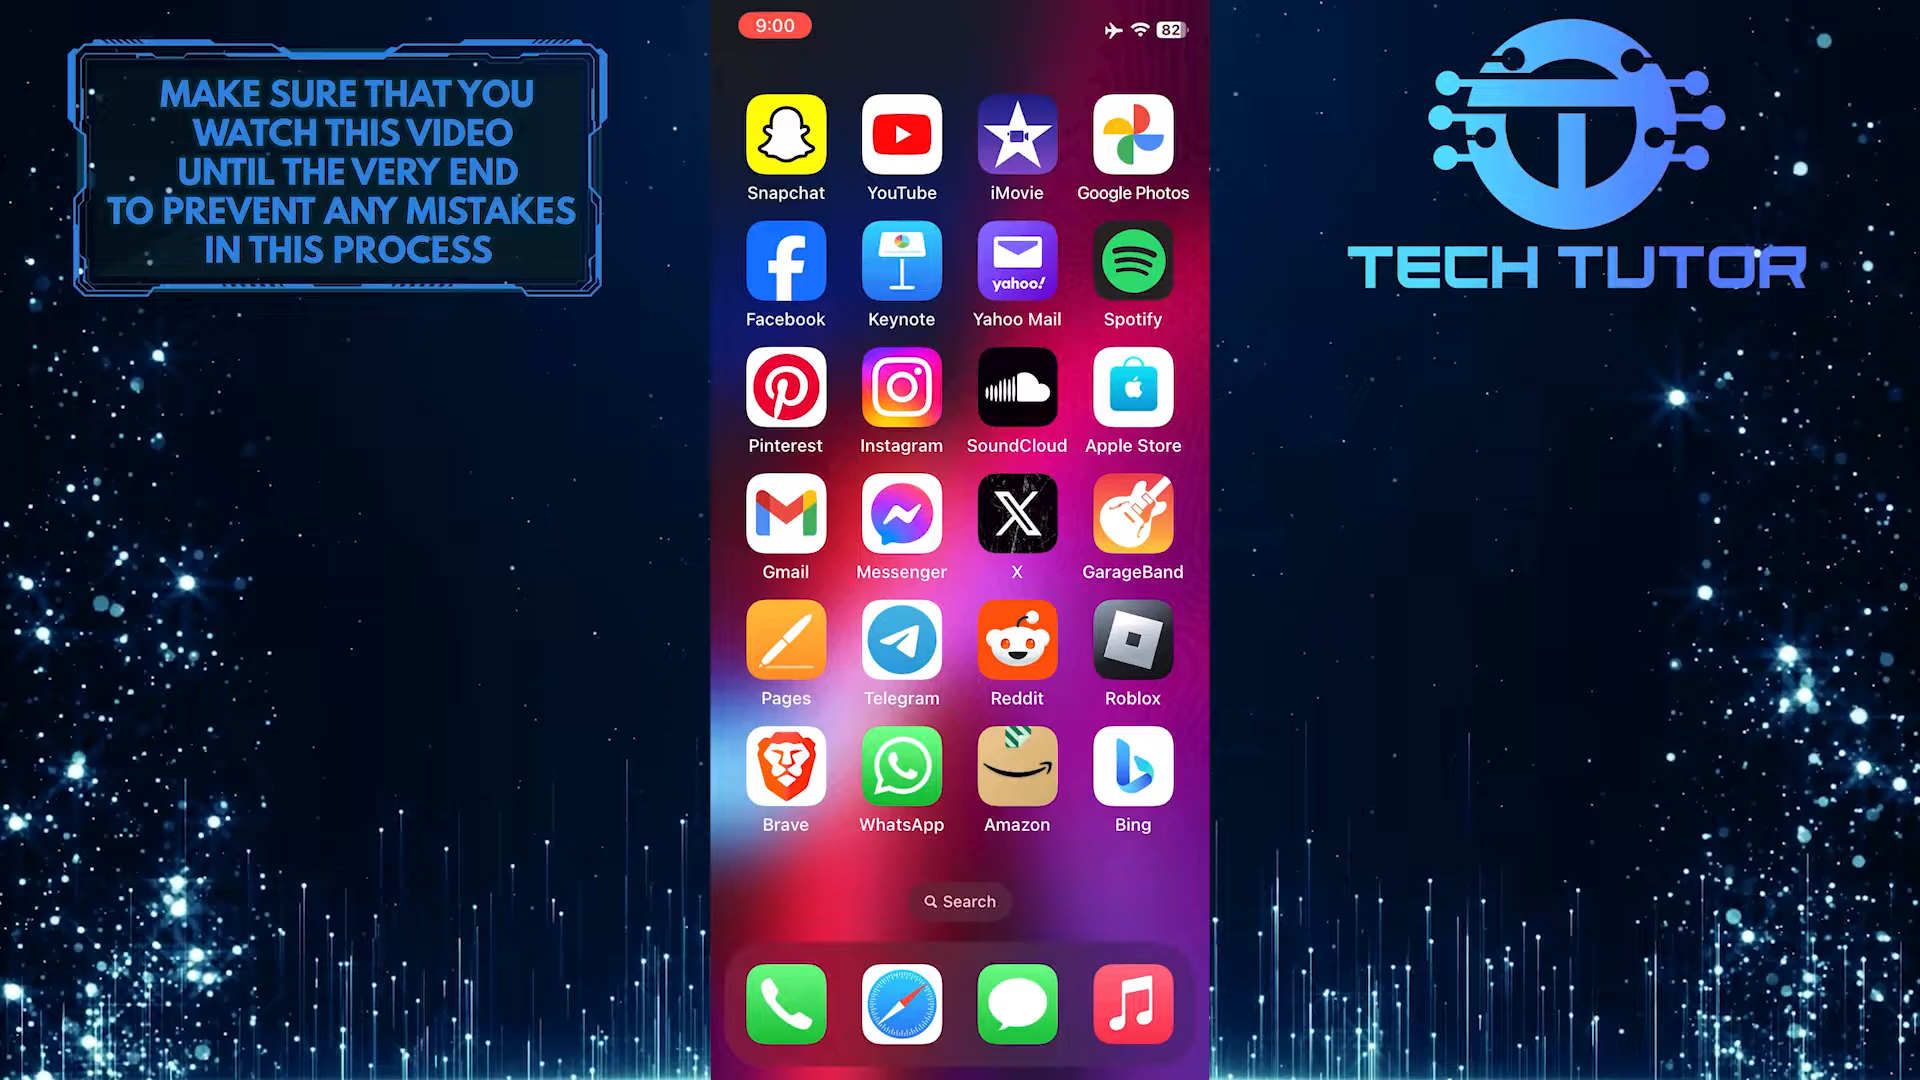 MAKE SURE THAT YOU
WATCH THIS VIDEO
UNTIL THE VERY END
TO PREVENT ANY MISTAKES
IN THIS PROCESS
9:00
82
Snapchat
YouTube
iMovie
Google Photos
yahoo!
Facebook
Keynote
Yahoo Mail
Spotify
Pinterest
Instagram
SoundCloud
Apple Store
Gmail
Messenger
X
GarageBand
Pages
Telegram
Reddit
Roblox
Brave
WhatsApp
Amazon
Bing
Search
TECH TUTOR